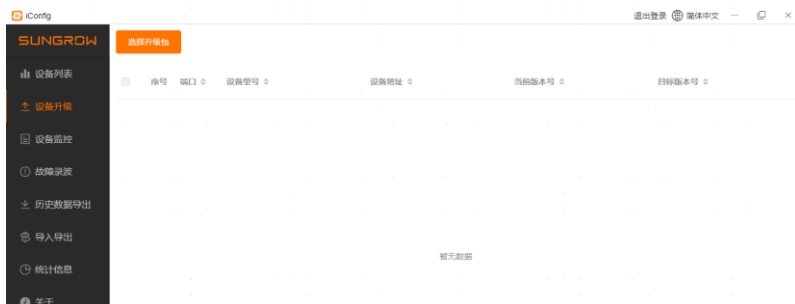 iConfig
退出登录 简体中文
SUNGROW
选择升级包
设备列表
序号 端口 设备型号 设备地址 当前版本号 目标版本号
设备升级
设备监控
故障录波
历史数据导出
导入导出
暂无数据
统计信息
关于